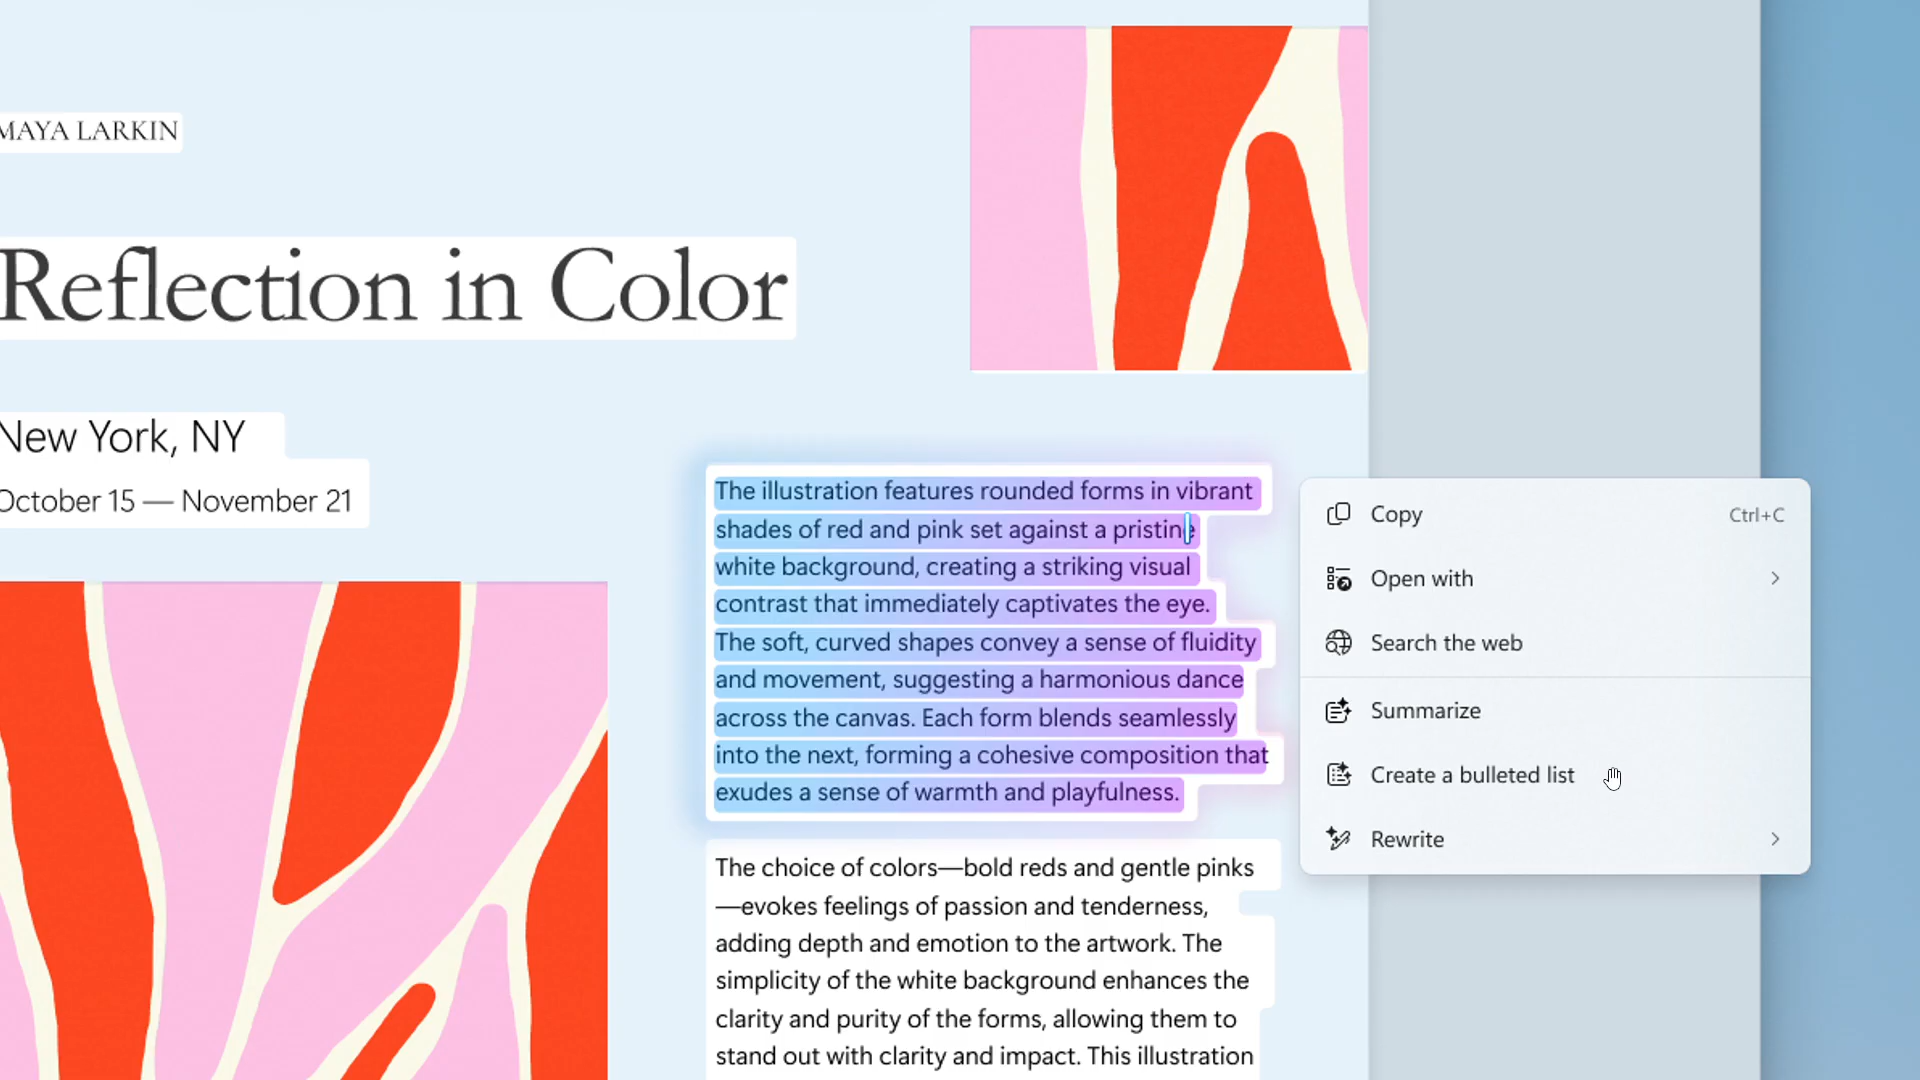 MAYA LARKIN
Reflection in Color
New York, NY
October 15 — November 21
The illustration features rounded forms in vibrant
shades of red and pink set against a pristine
white background, creating a striking visual
contrast that immediately captivates the eye.
The soft, curved shapes convey a sense of fluidity
and movement, suggesting a harmonious dance
across the canvas. Each form blends seamlessly
into the next, forming a cohesive composition that
exudes a sense of warmth and playfulness.
The choice of colors—bold reds and gentle pinks
—evokes feelings of passion and tenderness,
adding depth and emotion to the artwork. The
simplicity of the white background enhances the
clarity and purity of the forms, allowing them to
stand out with clarity and impact. This illustration
Copy Ctrl+C
Open with
Search the web
Summarize
Create a bulleted list
Rewrite